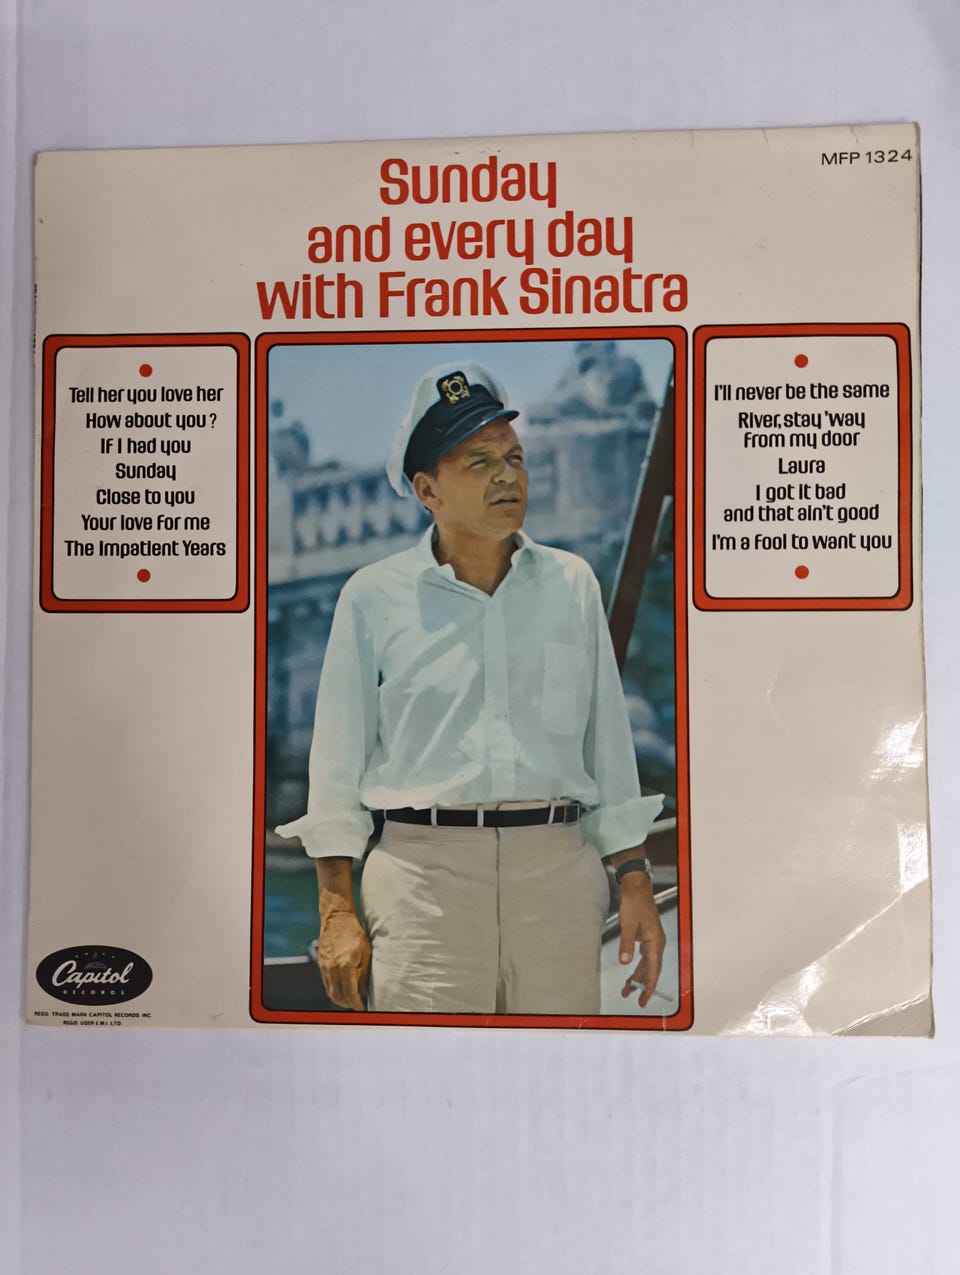 MFP 1324
Sunday
and every day
with Frank Sinatra
Tell her you love her
How about you?
If I had you
Sunday
Close to you
Your love for me
The Impatient Years
I'll never be the same
River, stay 'way
from my door
Laura
I got it bad
and that ain't good
I'm a fool to want you
Capitol
RECORDS
REGD. TRADE MARK CAPITOL RECORDS INC.
REGD. USER E.M.I. LTD.